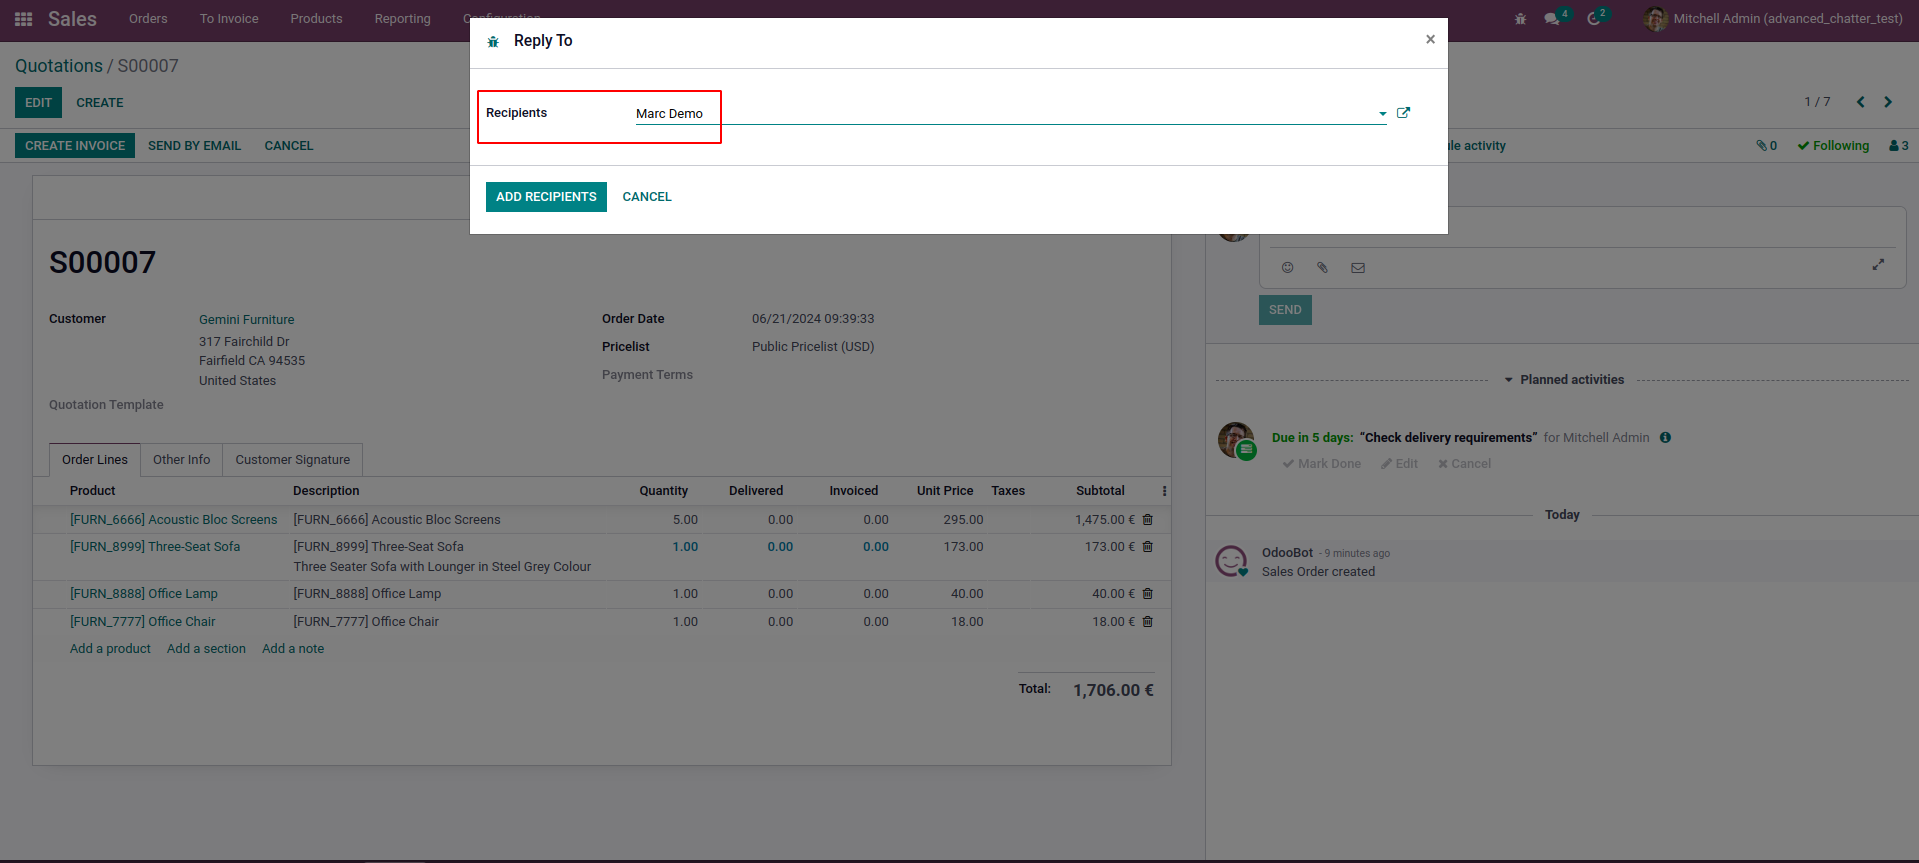 Sales Orders To Invoice Products Reporting Configuration 4 2 Mitchell Admin (advanced_chatter_test)
Reply To ×
Quotations / S00007
EDIT CREATE
1 / 7
Recipients Marc Demo
CREATE INVOICE SEND BY EMAIL CANCEL
ule activity 0 Following 3
ADD RECIPIENTS CANCEL
S00007
SEND
Customer Gemini Furniture
317 Fairchild Dr
Fairfield CA 94535
United States
Quotation Template
Order Date 06/21/2024 09:39:33
Pricelist Public Pricelist (USD)
Payment Terms
Planned activities
Due in 5 days: “Check delivery requirements” for Mitchell Admin
Mark Done Edit Cancel
Today
OdooBot - 9 minutes ago
Sales Order created
Order Lines Other Info Customer Signature
Product Description Quantity Delivered Invoiced Unit Price Taxes Subtotal
[FURN_6666] Acoustic Bloc Screens [FURN_6666] Acoustic Bloc Screens 5.00 0.00 0.00 295.00 1,475.00 €
[FURN_8999] Three-Seat Sofa [FURN_8999] Three-Seat Sofa 1.00 0.00 0.00 173.00 173.00 €
Three Seater Sofa with Lounger in Steel Grey Colour
[FURN_8888] Office Lamp [FURN_8888] Office Lamp 1.00 0.00 0.00 40.00 40.00 €
[FURN_7777] Office Chair [FURN_7777] Office Chair 1.00 0.00 0.00 18.00 18.00 €
Add a product Add a section Add a note
Total: 1,706.00 €